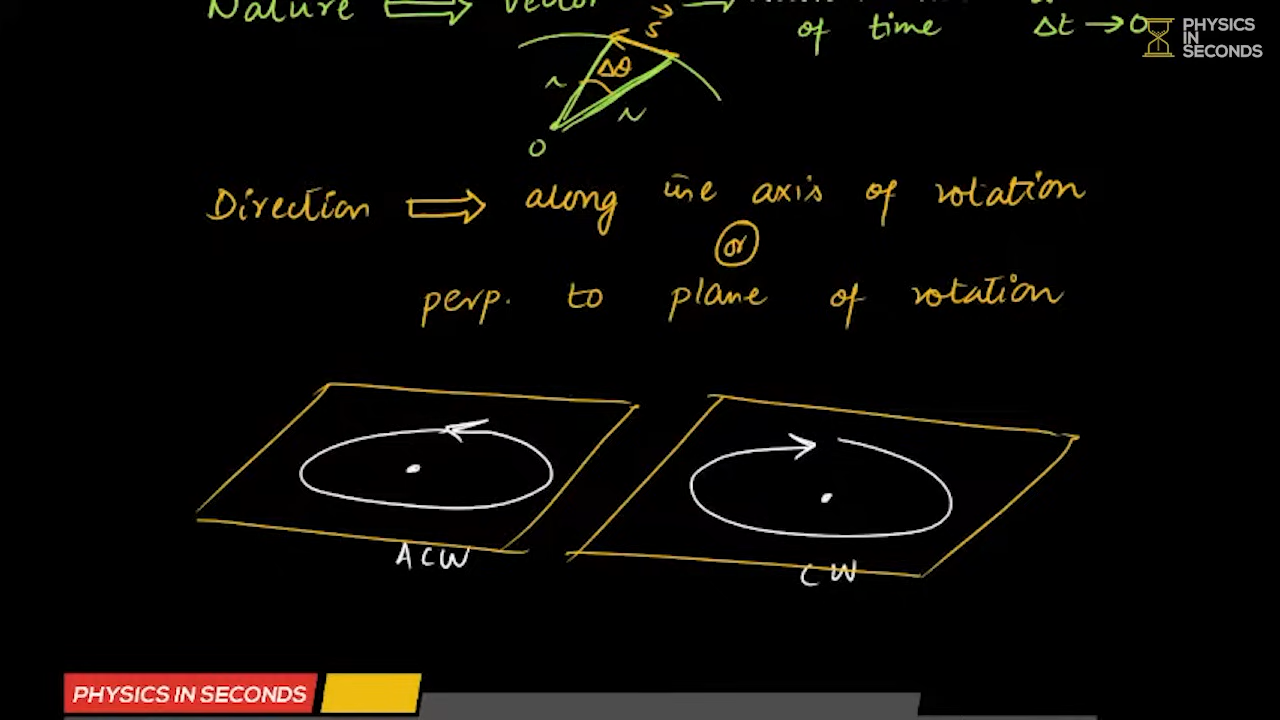 Nature ⟹ Vector →
of time Δt → 0
PHYSICS
IN
SECONDS
S
Δθ
r
r
O
Direction ⟹ along the axis of rotation
or
perp. to plane of rotation
ACW
CW
PHYSICS IN SECONDS